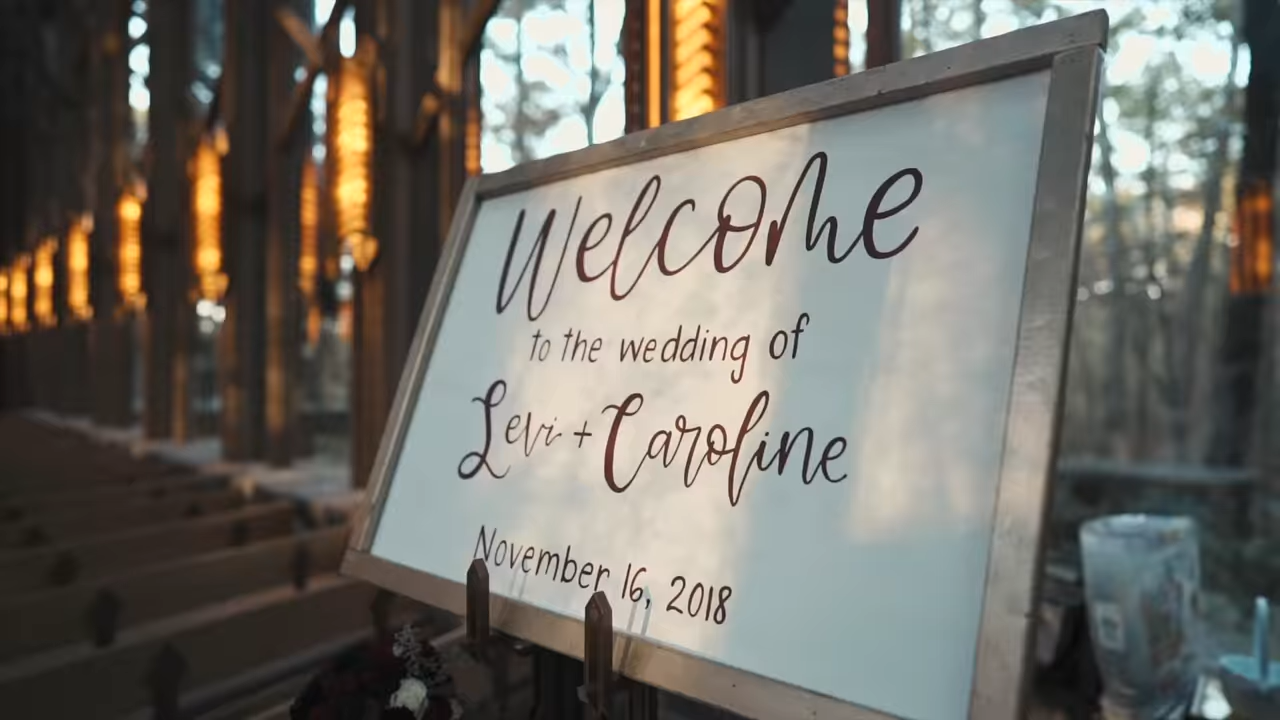 Welcome
to the wedding of
Levi + Caroline
November 16, 2018